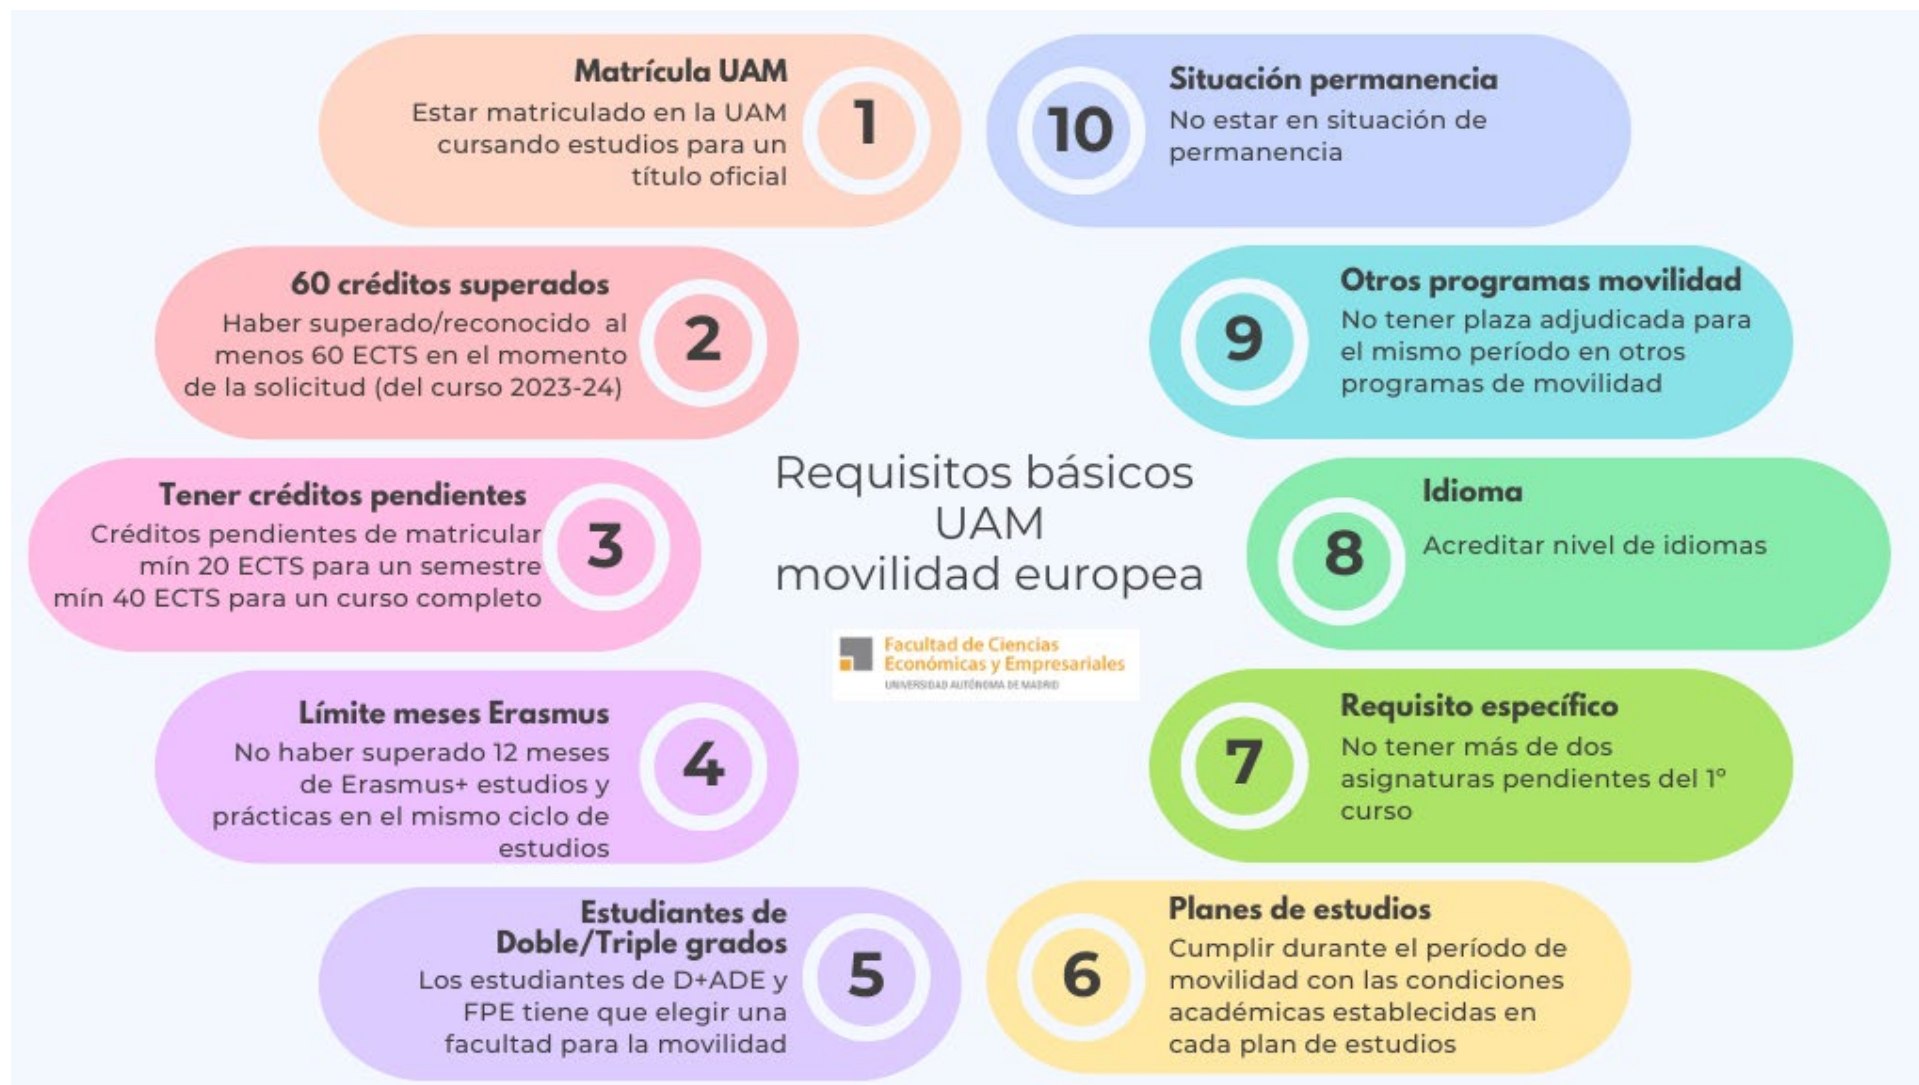 Matrícula UAM
Estar matriculado en la UAM
cursando estudios para un
título oficial
1
60 créditos superados
Haber superado/reconocido al
menos 60 ECTS en el momento
de la solicitud (del curso 2023-24)
2
Tener créditos pendientes
Créditos pendientes de matricular
mín 20 ECTS para un semestre
mín 40 ECTS para un curso completo
3
Límite meses Erasmus
No haber superado 12 meses
de Erasmus+ estudios y
prácticas en el mismo ciclo de
estudios
4
Estudiantes de
Doble/Triple grados
Los estudiantes de D+ADE y
FPE tiene que elegir una
facultad para la movilidad
5
Requisitos básicos
UAM
movilidad europea
Facultad de Ciencias
Económicas y Empresariales
UNIVERSIDAD AUTÓNOMA DE MADRID
6
Planes de estudios
Cumplir durante el período de
movilidad con las condiciones
académicas establecidas en
cada plan de estudios
7
Requisito específico
No tener más de dos
asignaturas pendientes del 1º
curso
8
Idioma
Acreditar nivel de idiomas
9
Otros programas movilidad
No tener plaza adjudicada para
el mismo período en otros
programas de movilidad
10
Situación permanencia
No estar en situación de
permanencia